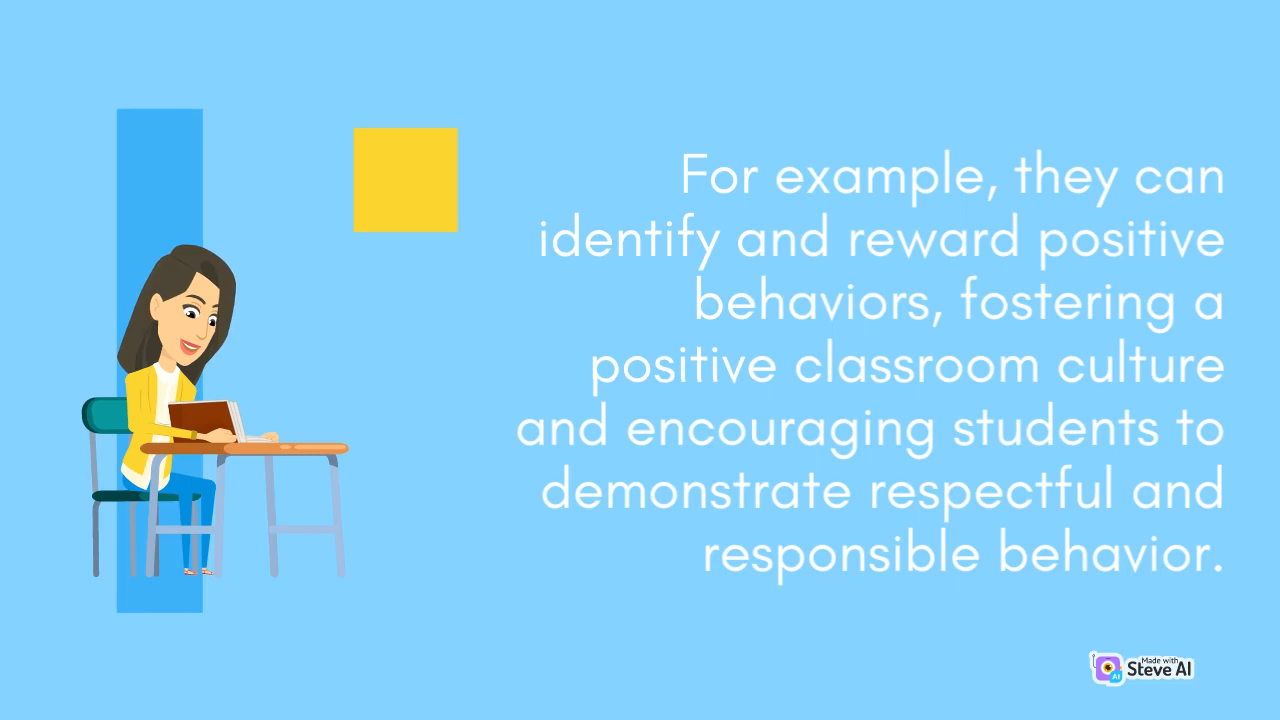 For example, they can
identify and reward positive
behaviors, fostering a
positive classroom culture
and encouraging students to
demonstrate respectful and
responsible behavior.
Made with
Steve AI
AI